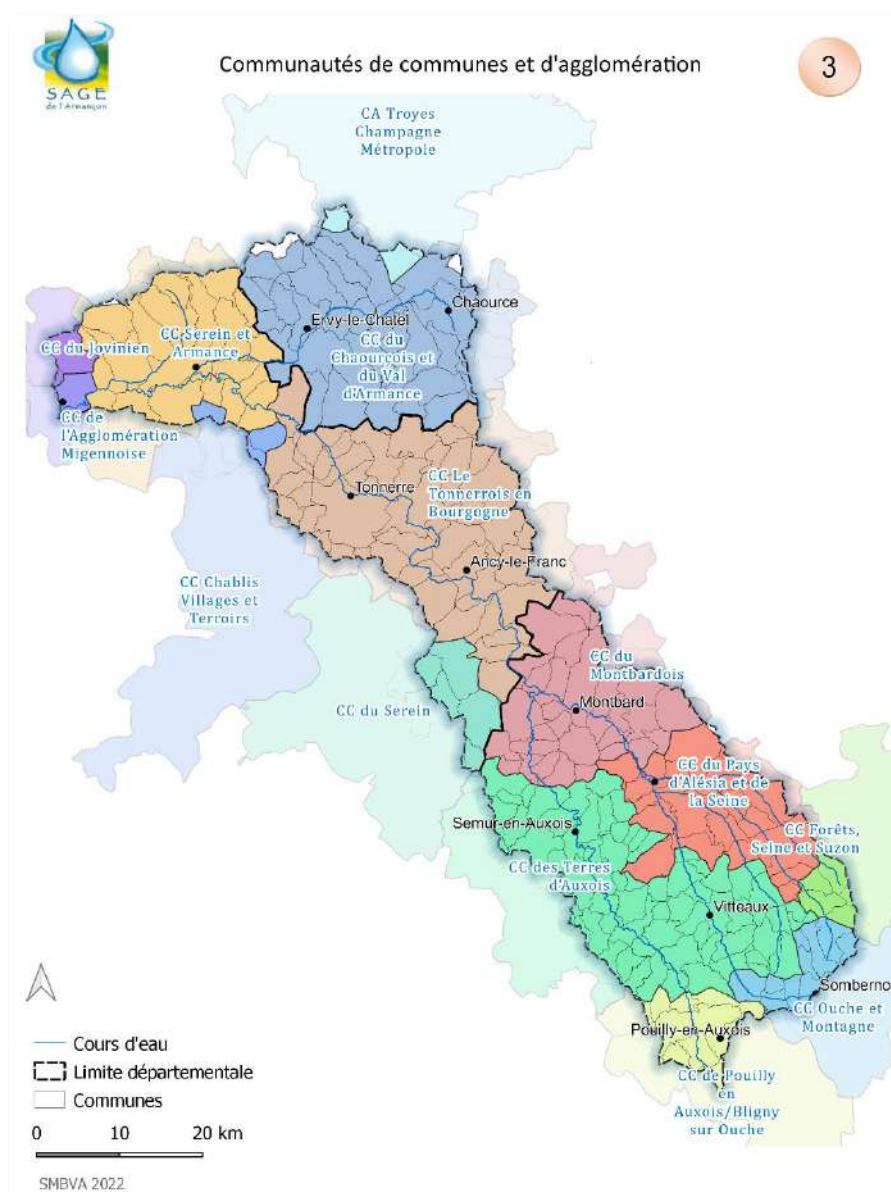 SAGE
de l'Armançon
Communautés de communes et d'agglomération
3
CA Troyes
Champagne
Métropole
Chaource
Ervy-le-Chatel
CC du Jovinien
CC Serein et
Armance
CC du
Chaourçois et
du Val
d'Armance
CC de
l'Agglomération
Migennoise
Tonnerre
CC Le
Tonnerrois en
Bourgogne
Ancy-le-Franc
CC Chablis
Villages et
Terroirs
CC du
Montbardois
CC du Serein
Montbard
CC du Pays
d'Alésia et de
la Seine
Semur-en-Auxois
CC Forêts,
Seine et Suzon
CC des Terres
d'Auxois
Vitteaux
Somberno
CC Ouche et
Montagne
Pouilly-en-Auxois
CC de Pouilly
en
Auxois/Bligny
sur Ouche
Cours d'eau
Limite départementale
Communes
0 10 20 km
SMBVA 2022